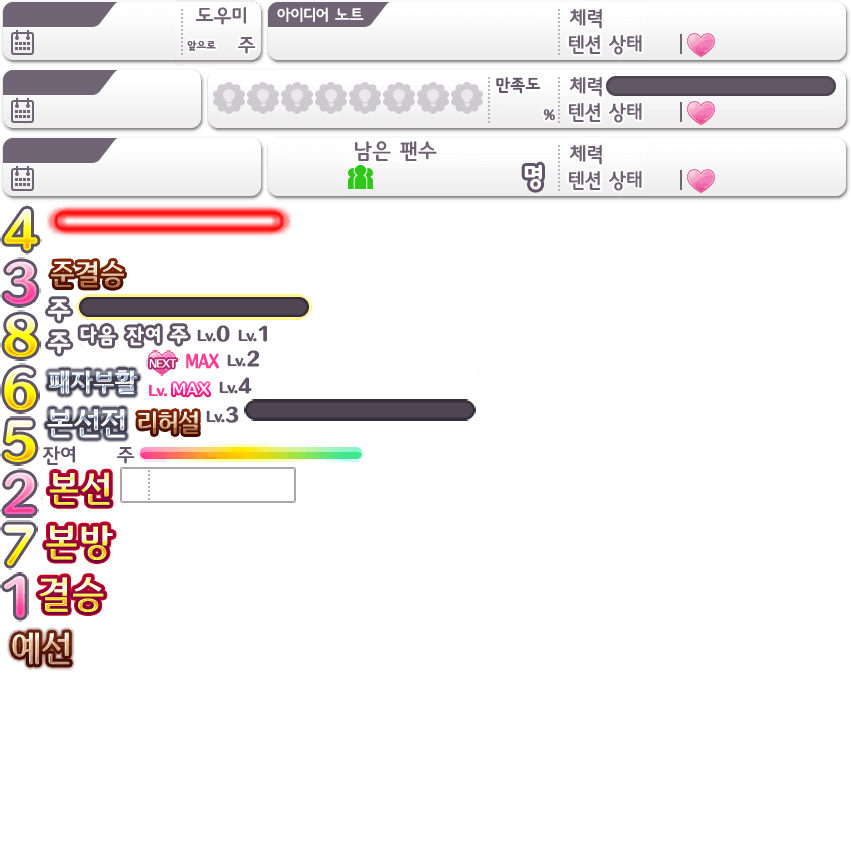 도우미
앞으로 주
아이디어 노트
체력
텐션 상태
만족도
%
체력
텐션 상태
남은 팬수
명
체력
텐션 상태
4
3 준결승
주
8 주 다음 잔여 주 Lv.0 Lv.1
NEXT MAX Lv.2
6 패자부활 Lv. MAX Lv.4
본선전 리허설 Lv.3
5 잔여 주
2 본선
7 본방
1 결승
예선